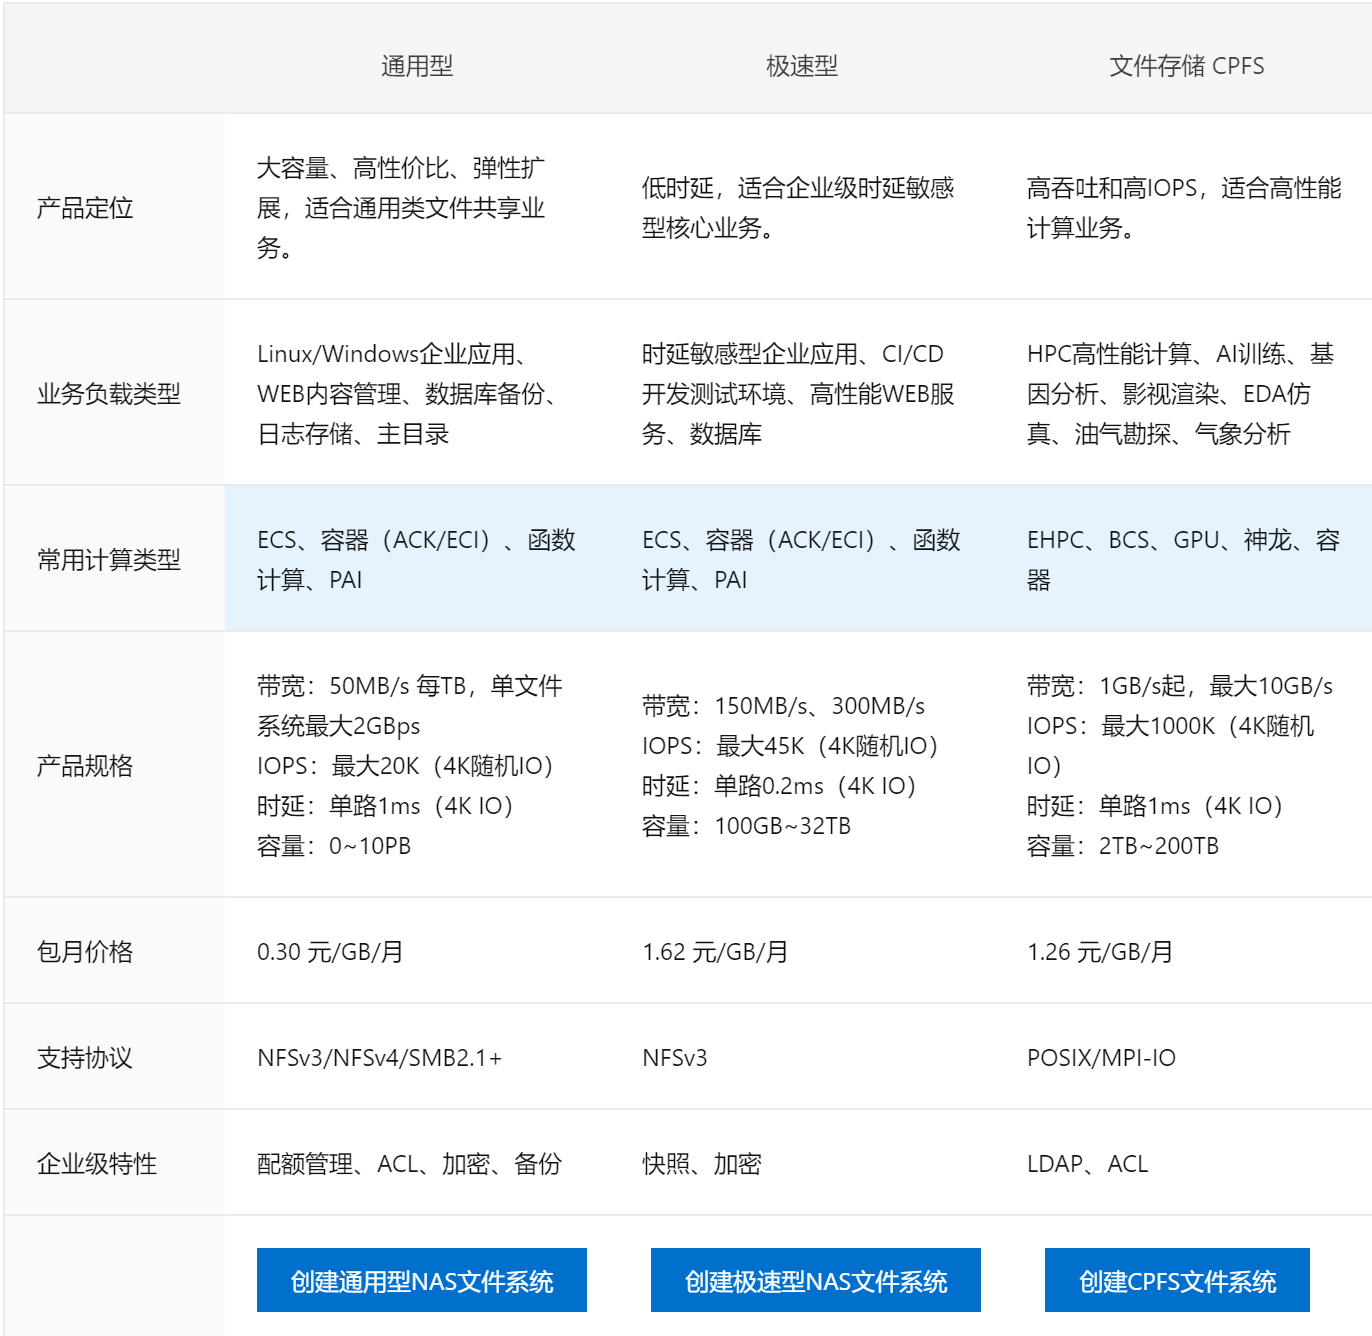 通用型
极速型
文件存储 CPFS
产品定位
大容量、高性价比、弹性扩
展，适合通用类文件共享业
务。
低时延，适合企业级时延敏感
型核心业务。
高吞吐和高IOPS，适合高性能
计算业务。
业务负载类型
Linux/Windows企业应用、
WEB内容管理、数据库备份、
日志存储、主目录
时延敏感型企业应用、CI/CD
开发测试环境、高性能WEB服
务、数据库
HPC高性能计算、AI训练、基
因分析、影视渲染、EDA仿
真、油气勘探、气象分析
常用计算类型
ECS、容器（ACK/ECI）、函数
计算、PAI
ECS、容器（ACK/ECI）、函数
计算、PAI
EHPC、BCS、GPU、神龙、容
器
产品规格
带宽：50MB/s 每TB，单文件
系统最大2GBps
IOPS：最大20K（4K随机IO）
时延：单路1ms（4K IO）
容量：0~10PB
带宽：150MB/s、300MB/s
IOPS：最大45K（4K随机IO）
时延：单路0.2ms（4K IO）
容量：100GB~32TB
带宽：1GB/s起，最大10GB/s
IOPS：最大1000K（4K随机
IO）
时延：单路1ms（4K IO）
容量：2TB~200TB
包月价格
0.30 元/GB/月
1.62 元/GB/月
1.26 元/GB/月
支持协议
NFSv3/NFSv4/SMB2.1+
NFSv3
POSIX/MPI-IO
企业级特性
配额管理、ACL、加密、备份
快照、加密
LDAP、ACL
创建通用型NAS文件系统
创建极速型NAS文件系统
创建CPFS文件系统